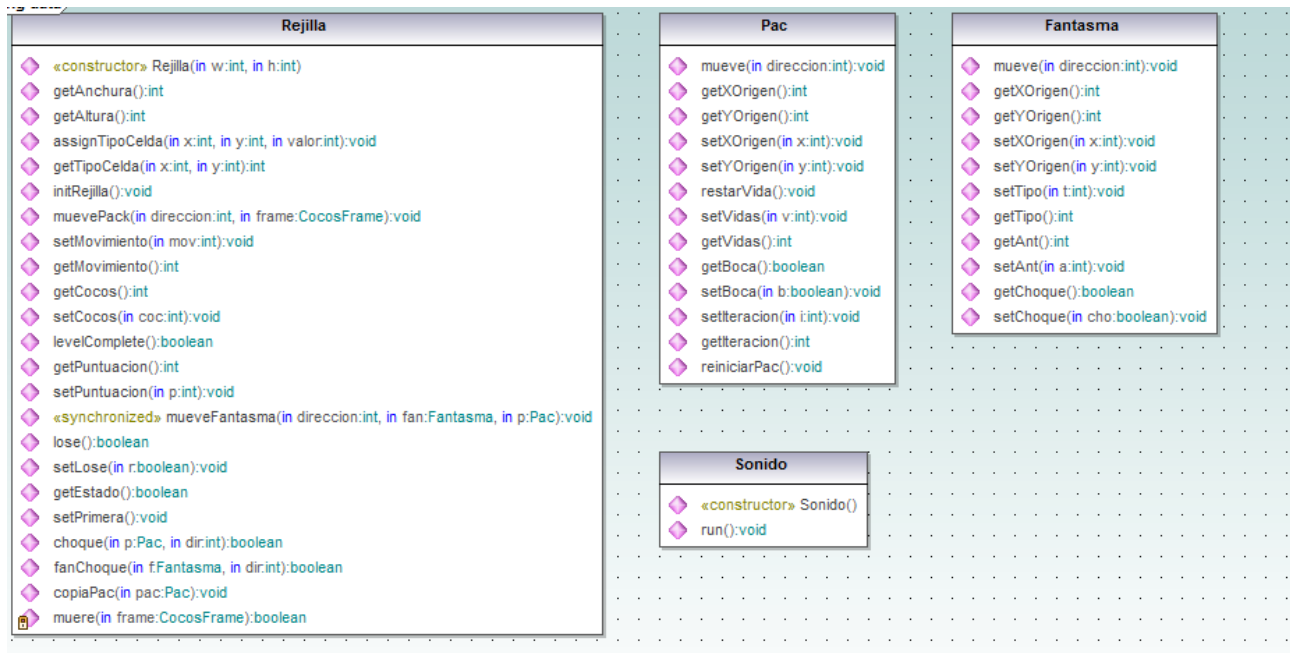 Rejilla
«constructor» Rejilla(in w:int, in h:int)
getAnchura():int
getAltura():int
assignTipoCelda(in x:int, in y:int, in valor:int):void
getTipoCelda(in x:int, in y:int):int
initRejilla():void
muevePack(in direccion:int, in frame:CocosFrame):void
setMovimiento(in mov:int):void
getMovimiento():int
getCocos():int
setCocos(in coc:int):void
levelComplete():boolean
getPuntuacion():int
setPuntuacion(in p:int):void
«synchronized» mueveFantasma(in direccion:int, in fan:Fantasma, in p:Pac):void
lose():boolean
setLose(in r:boolean):void
getEstado():boolean
setPrimera():void
choque(in p:Pac, in dir:int):boolean
fanChoque(in f:Fantasma, in dir:int):boolean
copiaPac(in pac:Pac):void
muere(in frame:CocosFrame):boolean
Pac
mueve(in direccion:int):void
getXOrigen():int
getYOrigen():int
setXOrigen(in x:int):void
setYOrigen(in y:int):void
restarVida():void
setVidas(in v:int):void
getVidas():int
getBoca():boolean
setBoca(in b:boolean):void
setIteracion(in i:int):void
getIteracion():int
reiniciarPac():void
Fantasma
mueve(in direccion:int):void
getXOrigen():int
getYOrigen():int
setXOrigen(in x:int):void
setYOrigen(in y:int):void
setTipo(in t:int):void
getTipo():int
getAnt():int
setAnt(in a:int):void
getChoque():boolean
setChoque(in cho:boolean):void
Sonido
«constructor» Sonido()
run():void